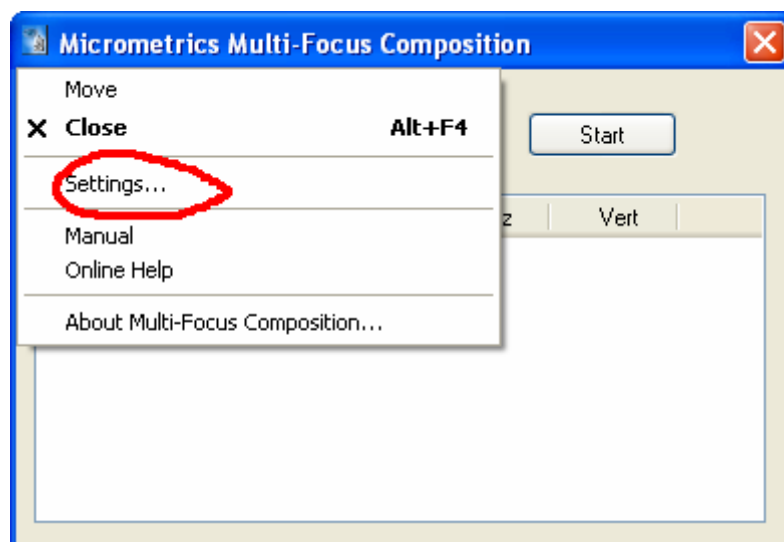 Micrometrics Multi-Focus Composition
Move
Close Alt+F4
Start
Settings...
z Vert
Manual
Online Help
About Multi-Focus Composition...